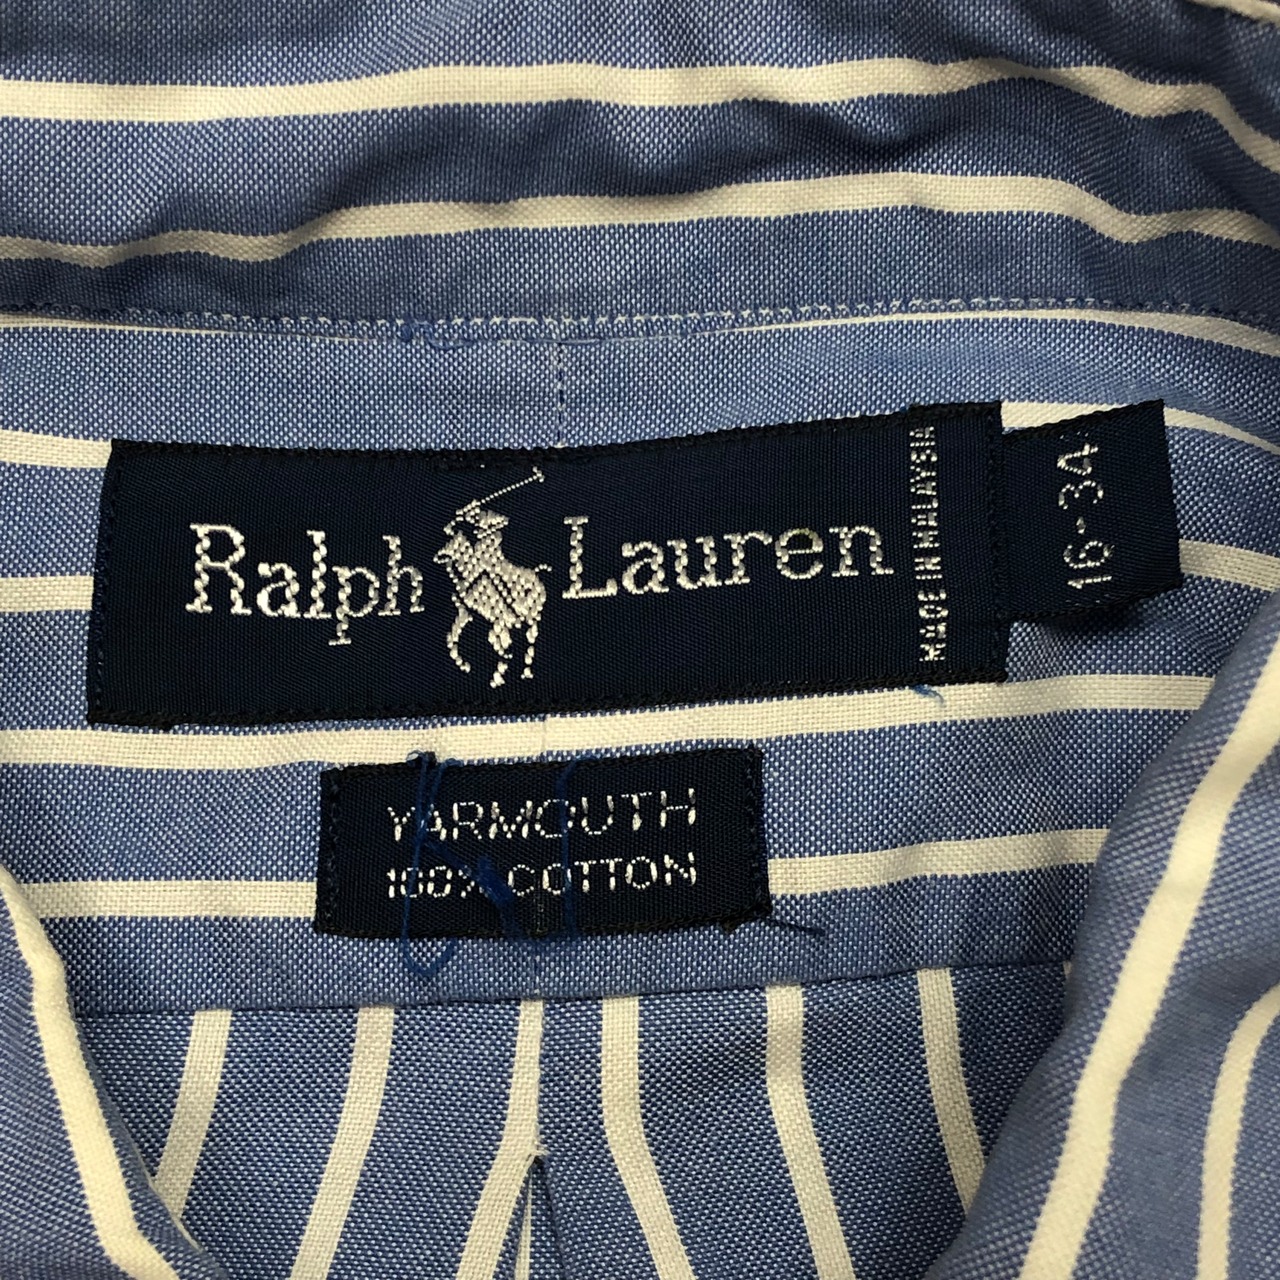 Ralph Lauren
MADE IN MALAYSIA
16-34
YARMOUTH
100% COTTON